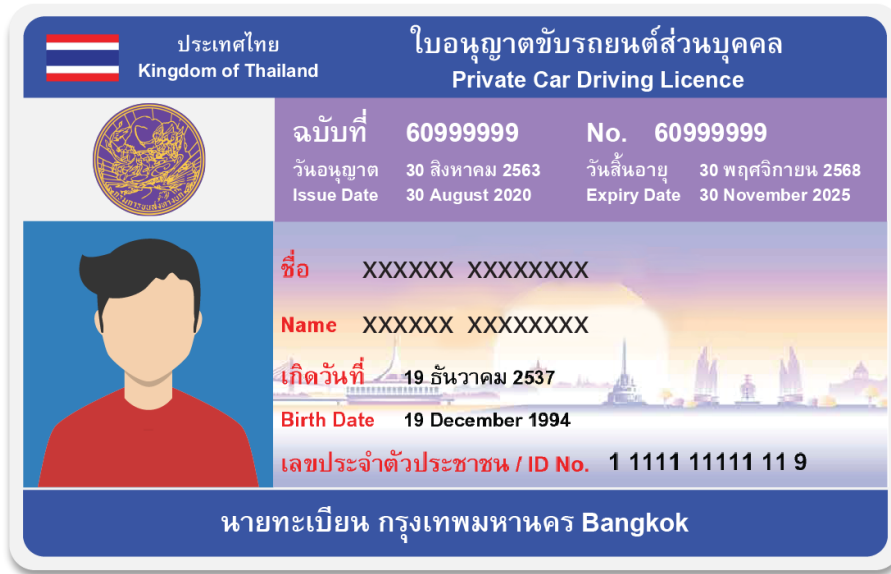 ประเทศไทย
Kingdom of Thailand
ใบอนุญาตขับรถยนต์ส่วนบุคคล
Private Car Driving Licence
ฉบับที่ 60999999 No. 60999999
วันอนุญาต 30 สิงหาคม 2563 วันสิ้นอายุ 30 พฤศจิกายน 2568
Issue Date 30 August 2020 Expiry Date 30 November 2025
ชื่อ XXXXXX XXXXXXXX
Name XXXXXX XXXXXXXX
เกิดวันที่ 19 ธันวาคม 2537
Birth Date 19 December 1994
เลขประจำตัวประชาชน / ID No. 1 1111 11111 11 9
นายทะเบียน กรุงเทพมหานคร Bangkok